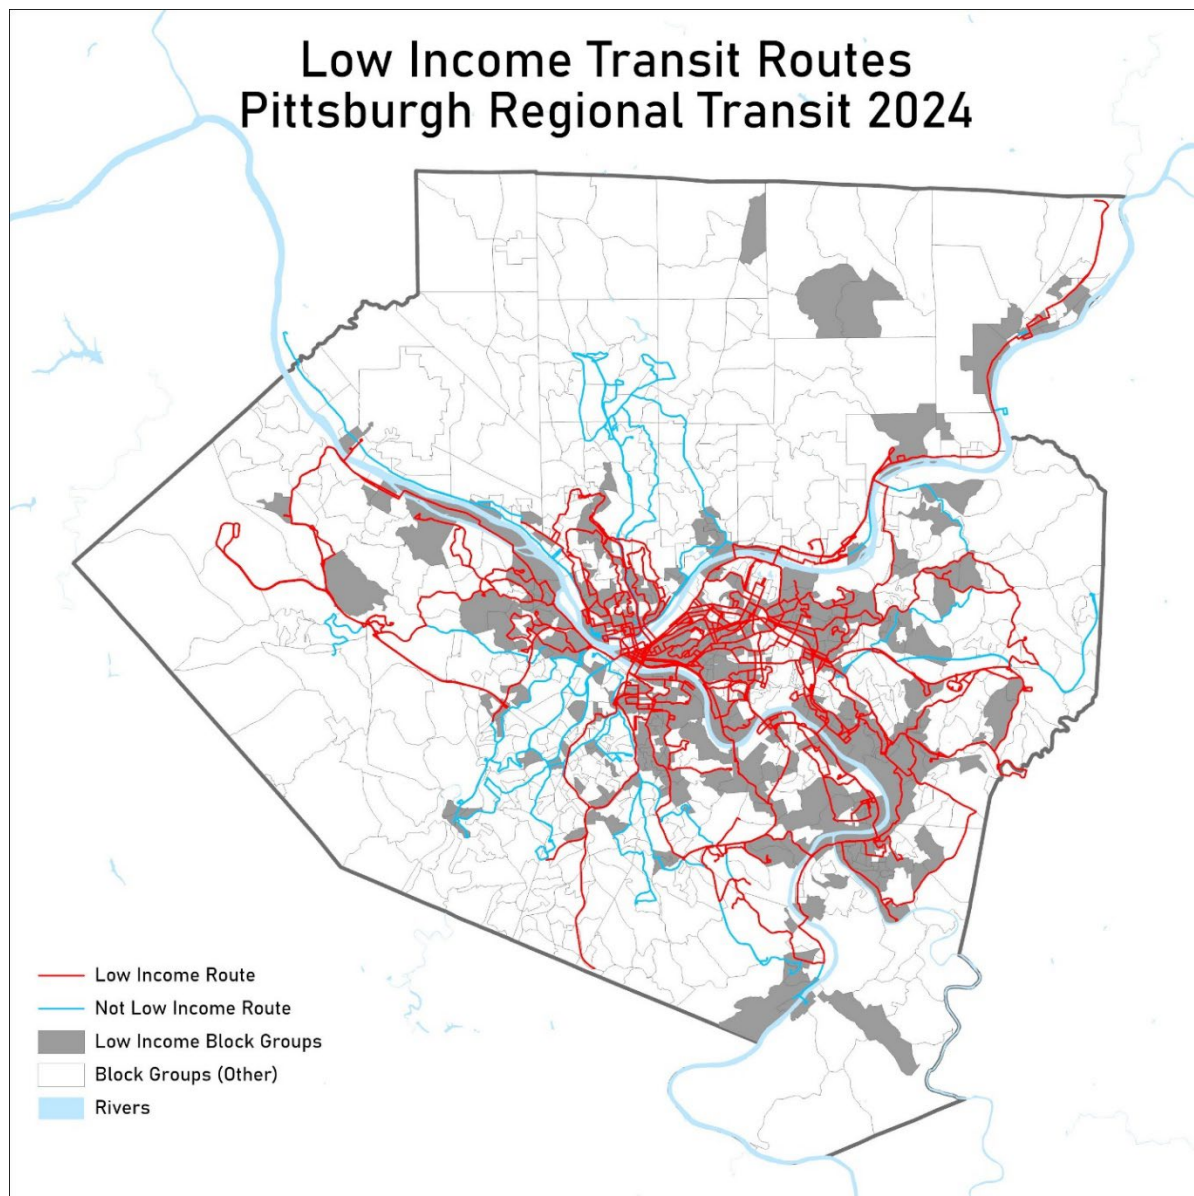 Low Income Transit Routes
Pittsburgh Regional Transit 2024
Low Income Route
Not Low Income Route
Low Income Block Groups
Block Groups (Other)
Rivers